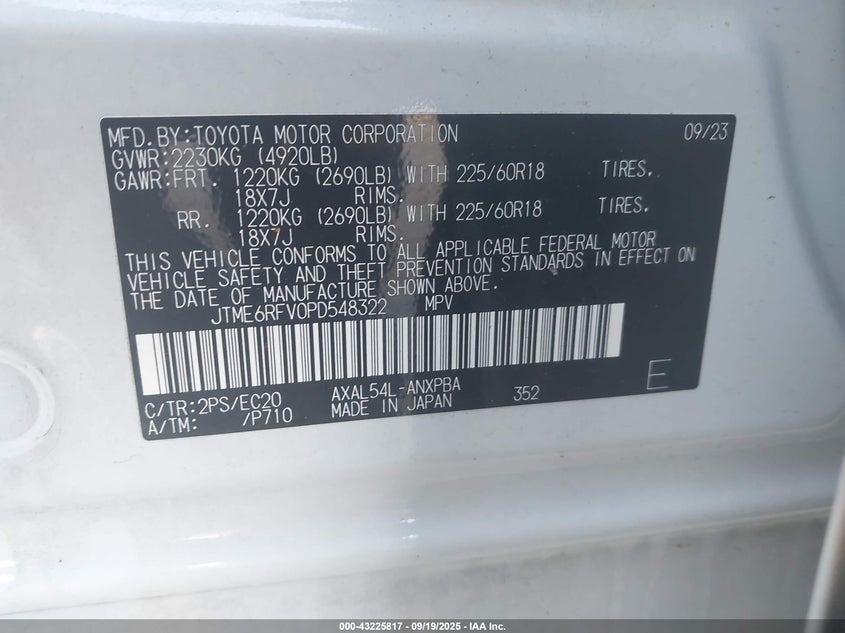 MFD.BY:TOYOTA MOTOR CORPORATION 09/23
GVWR:2230KG (4920LB)
GAWR:FRT. 1220KG (2690LB) WITH 225/60R18 TIRES.
18X7J RIMS.
RR. 1220KG (2690LB) WITH 225/60R18 TIRES.
18X7J RIMS.
THIS VEHICLE CONFORMS TO ALL APPLICABLE FEDERAL MOTOR
VEHICLE SAFETY AND THEFT PREVENTION STANDARDS IN EFFECT ON
THE DATE OF MANUFACTURE SHOWN ABOVE.
JTME6RFV0PD548322 MPV
C/TR:2PS/EC20 AXAL54L-ANXPBA 352 E
A/TM: /P710 MADE IN JAPAN
000-43225817 - 09/19/2025 - IAA Inc.